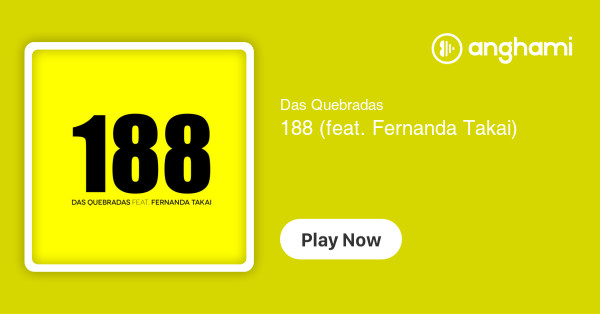 anghami
188
DAS QUEBRADAS FEAT. FERNANDA TAKAI
Das Quebradas
188 (feat. Fernanda Takai)
Play Now